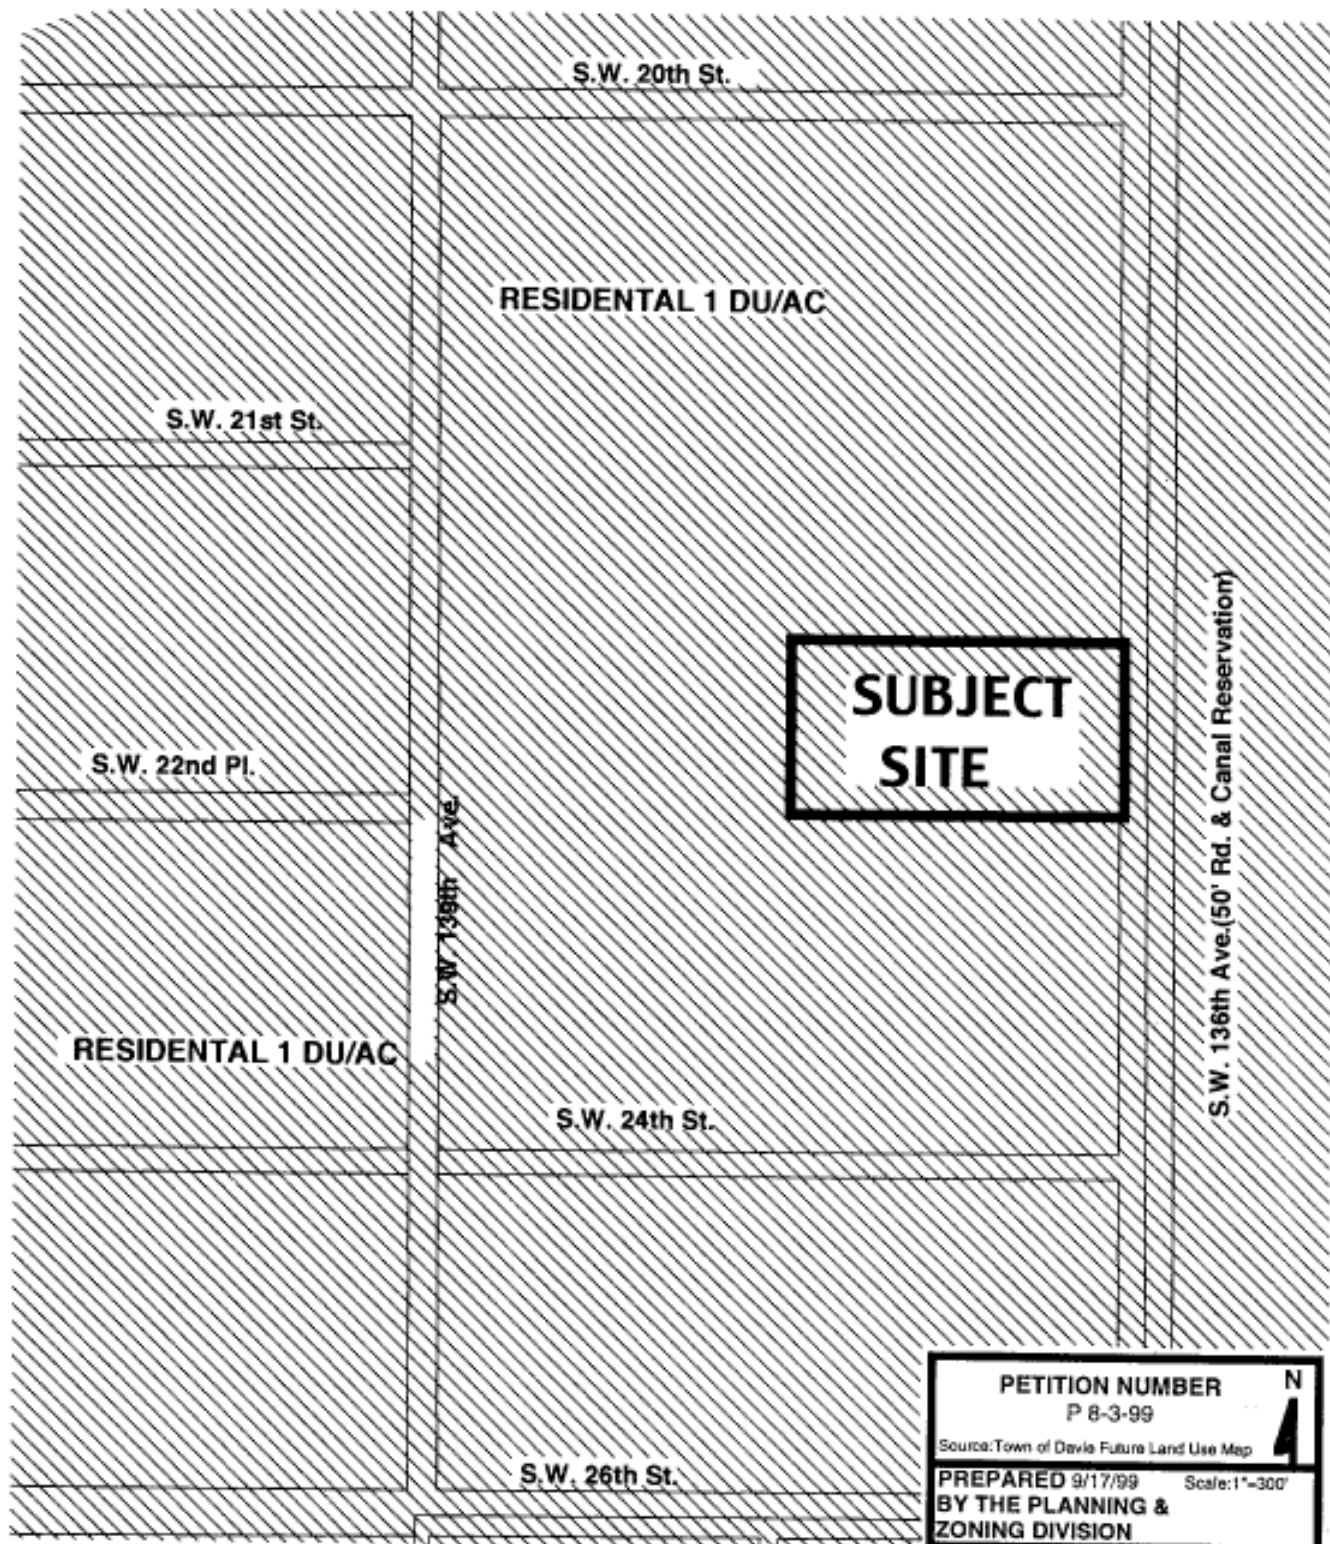 S.W. 20th St.
RESIDENTAL 1 DU/AC
S.W. 21st St.
SUBJECT
SITE
S.W. 22nd Pl.
S.W. 139th Ave.
S.W. 136th Ave.(50' Rd. & Canal Reservation)
RESIDENTAL 1 DU/AC
S.W. 24th St.
S.W. 26th St.
PETITION NUMBER
N
P 8-3-99
Source:Town of Davie Future Land Use Map
PREPARED 9/17/99 Scale:1"=300'
BY THE PLANNING &
ZONING DIVISION